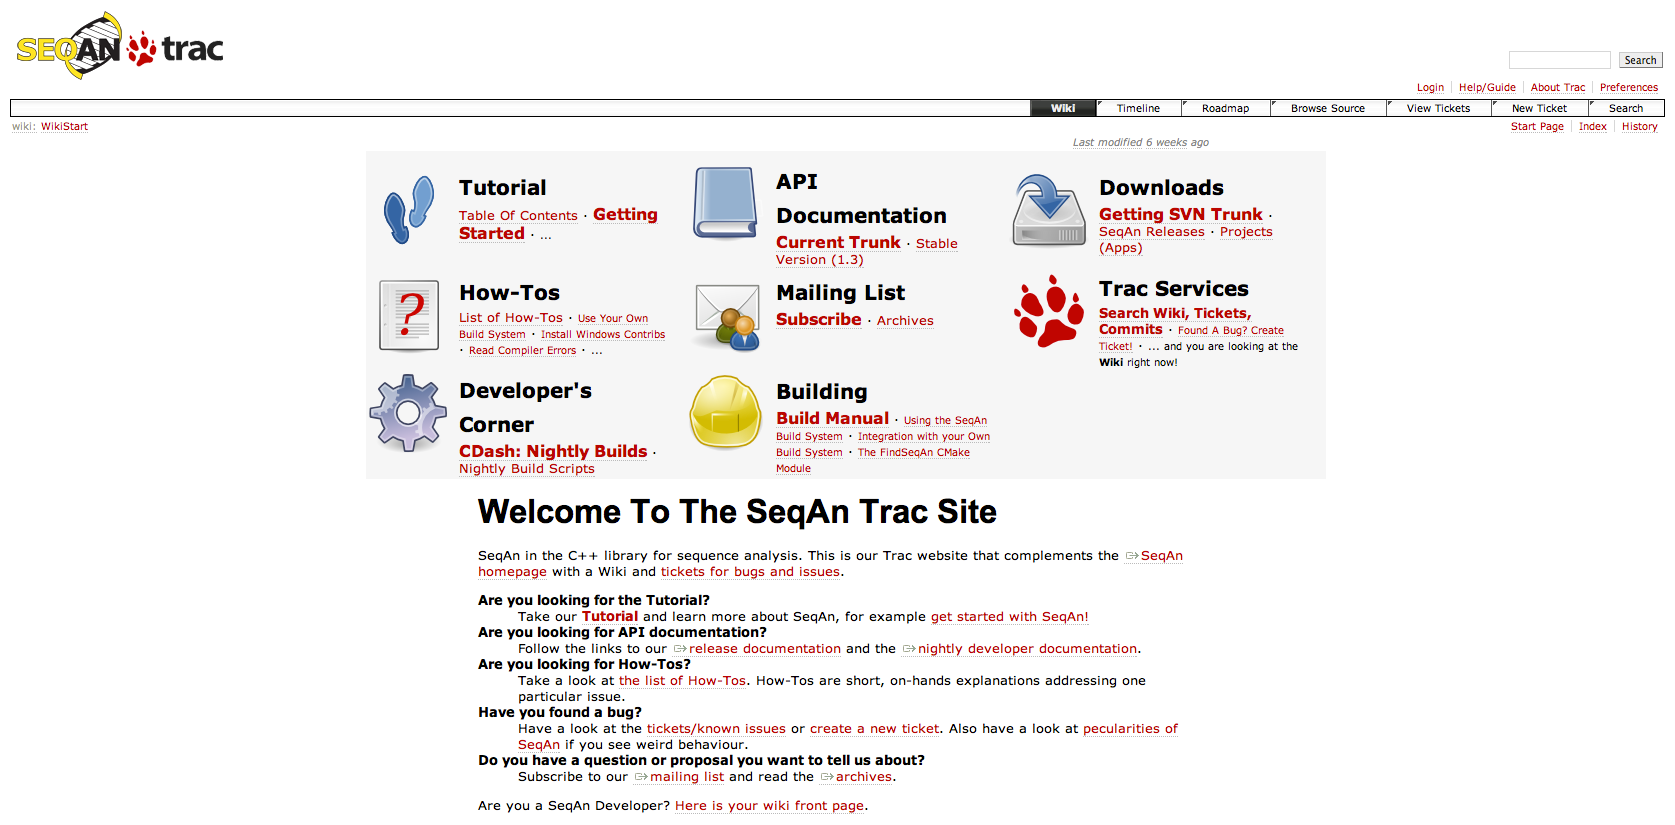 SEQAN trac
Search
Login Help/Guide About Trac Preferences
Wiki Timeline Roadmap Browse Source View Tickets New Ticket Search
wiki: WikiStart
Start Page Index History
Last modified 6 weeks ago
Tutorial
Table Of Contents · Getting
Started · ...
API
Documentation
Current Trunk · Stable
Version (1.3)
Downloads
Getting SVN Trunk ·
SeqAn Releases · Projects
(Apps)
?
How-Tos
List of How-Tos · Use Your Own
Build System · Install Windows Contribs
· Read Compiler Errors · ...
Mailing List
Subscribe · Archives
Trac Services
Search Wiki, Tickets,
Commits · Found A Bug? Create
Ticket! · ... and you are looking at the
Wiki right now!
Developer's
Corner
CDash: Nightly Builds ·
Nightly Build Scripts
Building
Build Manual · Using the SeqAn
Build System · Integration with your Own
Build System · The FindSeqAn CMake
Module
Welcome To The SeqAn Trac Site
SeqAn in the C++ library for sequence analysis. This is our Trac website that complements the SeqAn
homepage with a Wiki and tickets for bugs and issues.
Are you looking for the Tutorial?
Take our Tutorial and learn more about SeqAn, for example get started with SeqAn!
Are you looking for API documentation?
Follow the links to our release documentation and the nightly developer documentation.
Are you looking for How-Tos?
Take a look at the list of How-Tos. How-Tos are short, on-hands explanations addressing one
particular issue.
Have you found a bug?
Have a look at the tickets/known issues or create a new ticket. Also have a look at pecularities of
SeqAn if you see weird behaviour.
Do you have a question or proposal you want to tell us about?
Subscribe to our mailing list and read the archives.
Are you a SeqAn Developer? Here is your wiki front page.